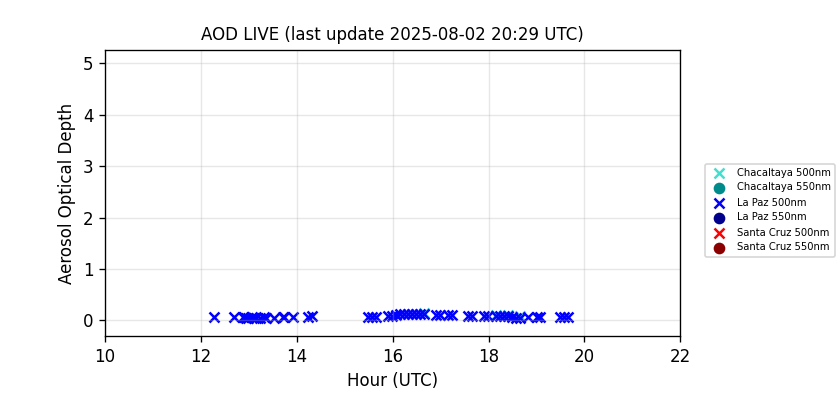 AOD LIVE (last update 2025-08-02 20:29 UTC)
5
4
3
2
1
0
Aerosol Optical Depth
10 12 14 16 18 20 22
Hour (UTC)
Chacaltaya 500nm
Chacaltaya 550nm
La Paz 500nm
La Paz 550nm
Santa Cruz 500nm
Santa Cruz 550nm